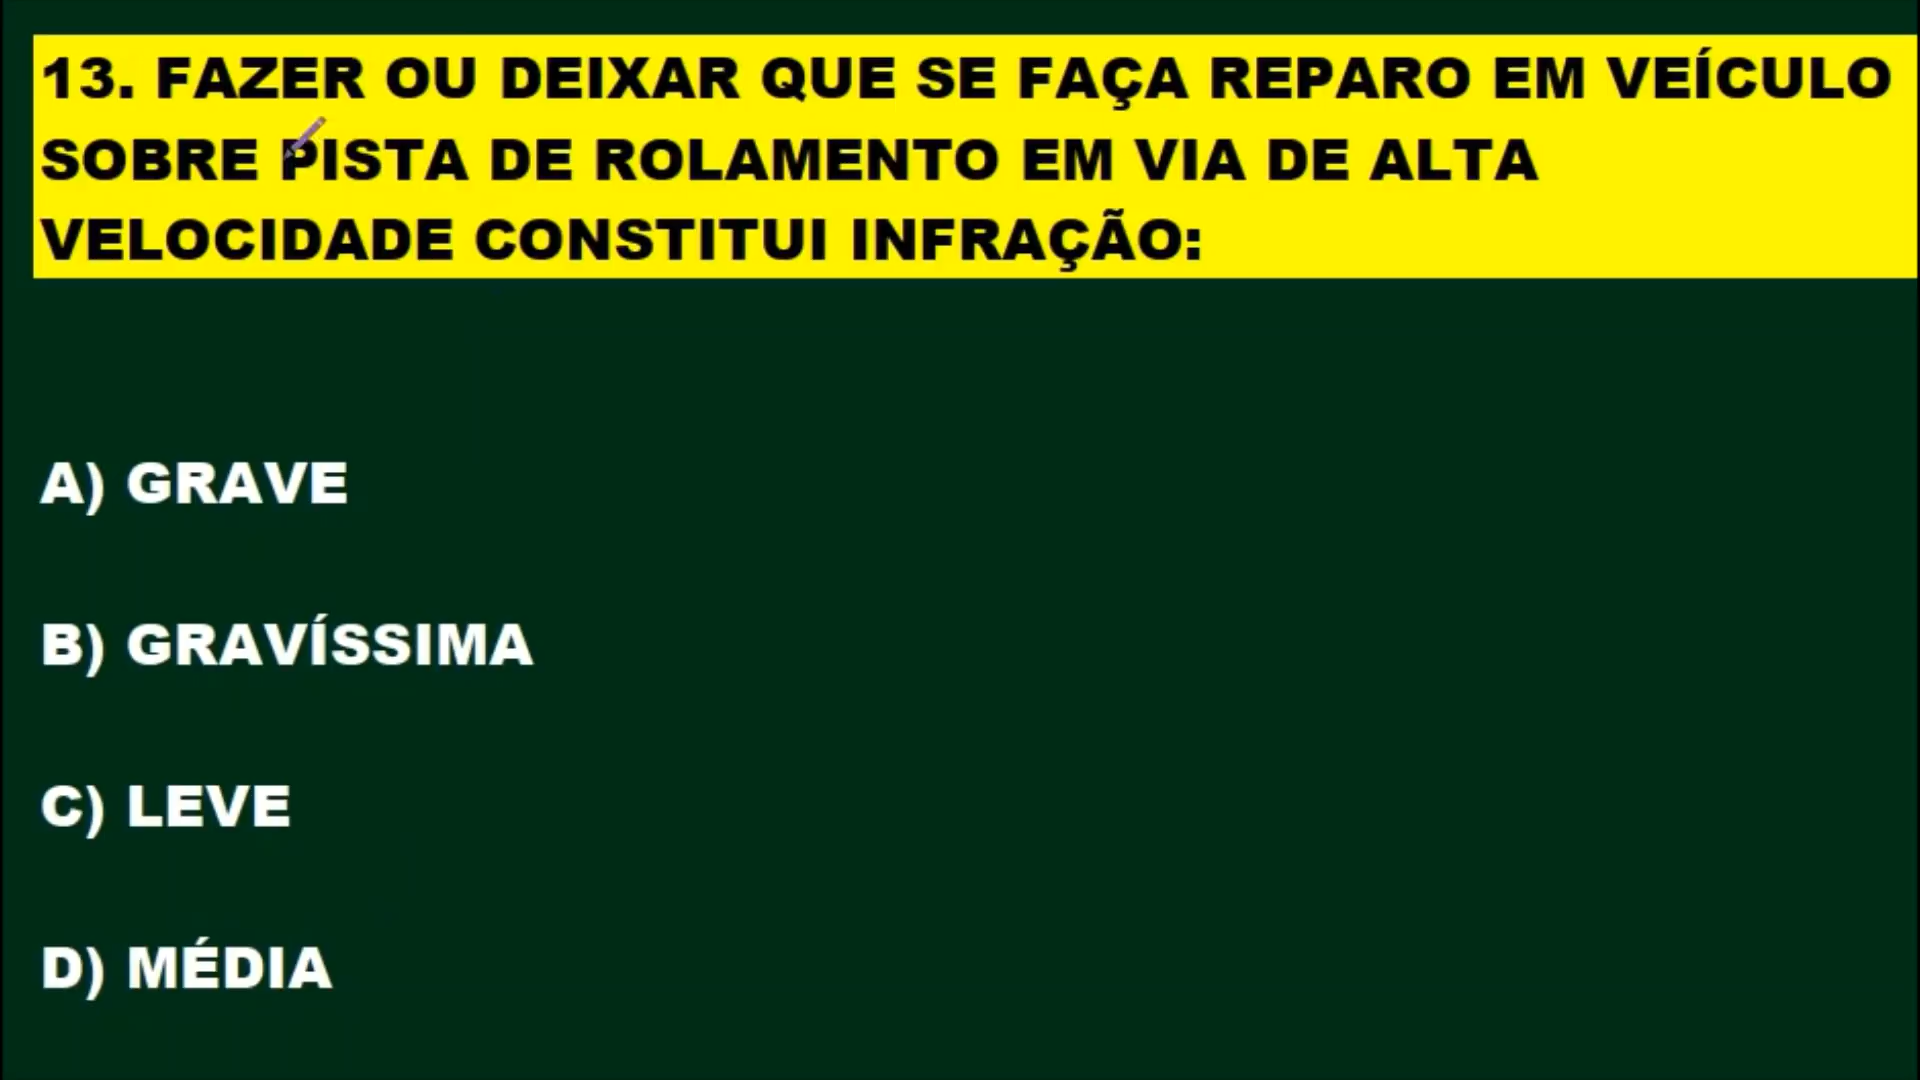 13. FAZER OU DEIXAR QUE SE FAÇA REPARO EM VEÍCULO
SOBRE PISTA DE ROLAMENTO EM VIA DE ALTA
VELOCIDADE CONSTITUI INFRAÇÃO:
A) GRAVE
B) GRAVÍSSIMA
C) LEVE
D) MÉDIA